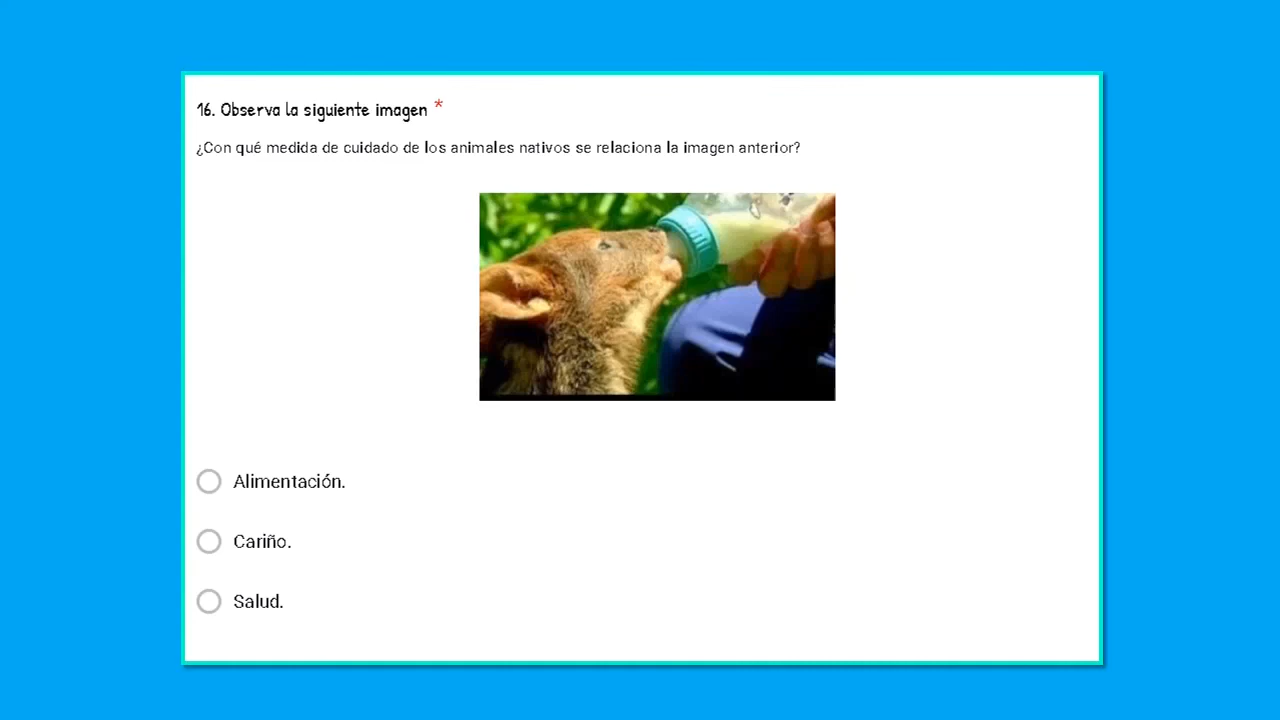 16. Observa la siguiente imagen *
¿Con qué medida de cuidado de los animales nativos se relaciona la imagen anterior?
Alimentación.
Cariño.
Salud.